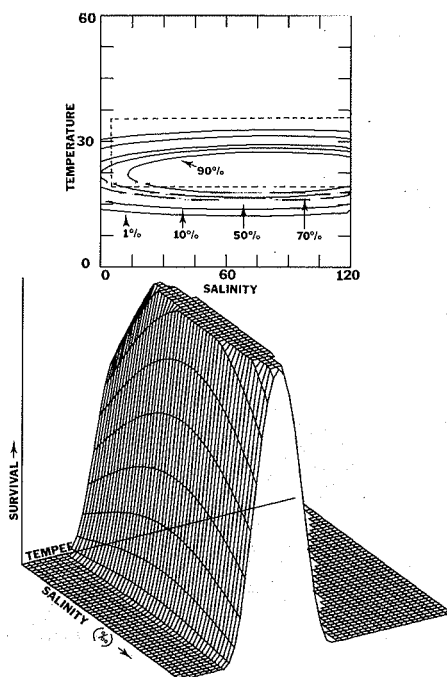 60
TEMPERATURE
30
0
90%
1%
10%
50%
70%
0
60
120
SALINITY
SURVIVAL →
TEMPER
SALINITY
(‰) →